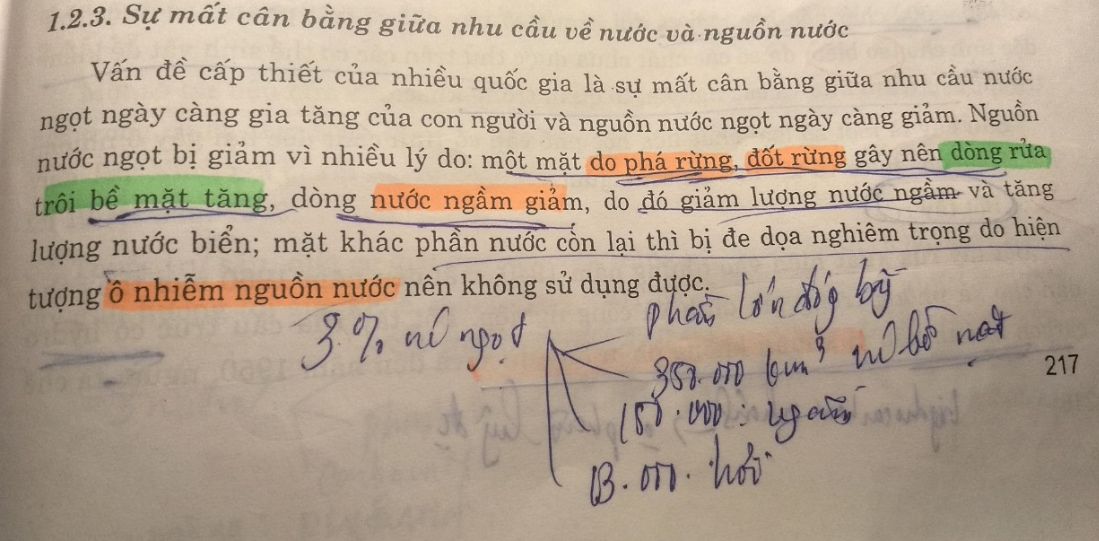 1.2.3. Sự mất cân bằng giữa nhu cầu về nước và nguồn nước
Vấn đề cấp thiết của nhiều quốc gia là sự mất cân bằng giữa nhu cầu nước
ngọt ngày càng gia tăng của con người và nguồn nước ngọt ngày càng giảm. Nguồn
nước ngọt bị giảm vì nhiều lý do: một mặt do phá rừng, đốt rừng gây nên dòng rửa
trôi bề mặt tăng, dòng nước ngầm giảm, do đó giảm lượng nước ngầm và tăng
lượng nước biển; mặt khác phần nước còn lại thì bị đe dọa nghiêm trọng do hiện
tượng ô nhiễm nguồn nước nên không sử dụng được.
3% nc ngọt
phần lớn đóng băng
350.000 km³
150.000: ngầm
13.000. hơi
217